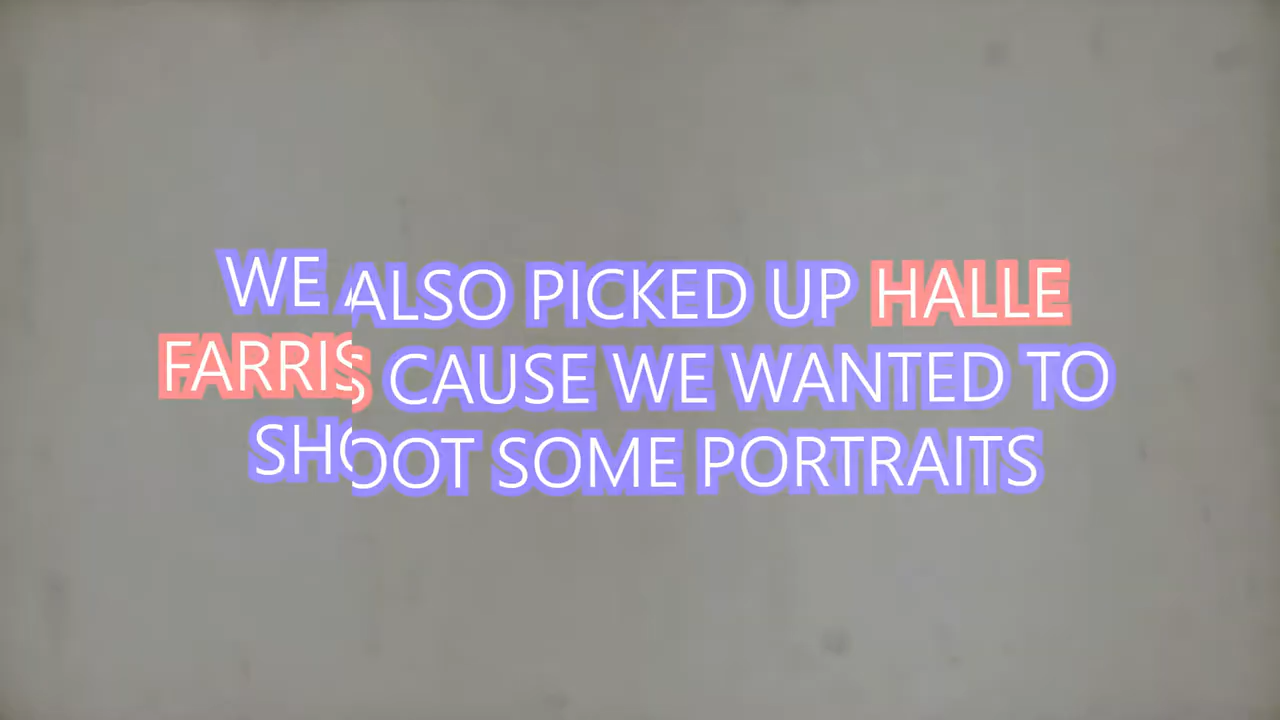 WE ALSO PICKED UP HALLE
FARRIS CAUSE WE WANTED TO
SHOOT SOME PORTRAITS